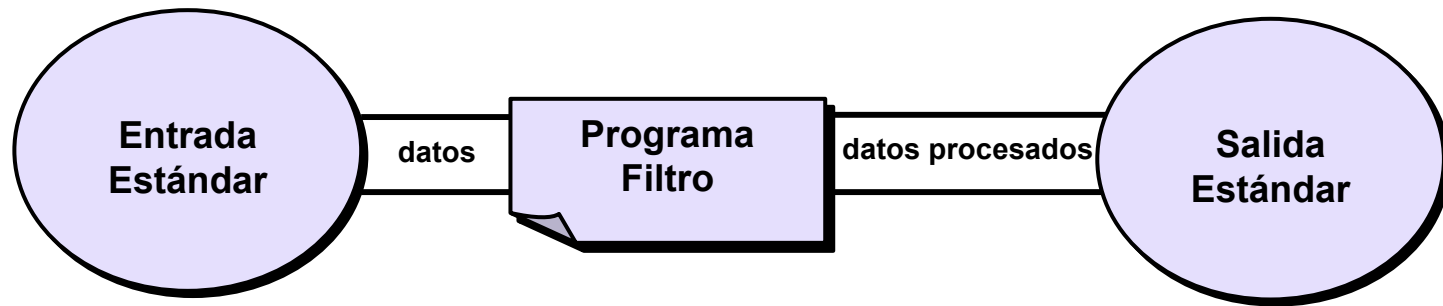 Entrada
Estándar
datos
Programa
Filtro
datos procesados
Salida
Estándar